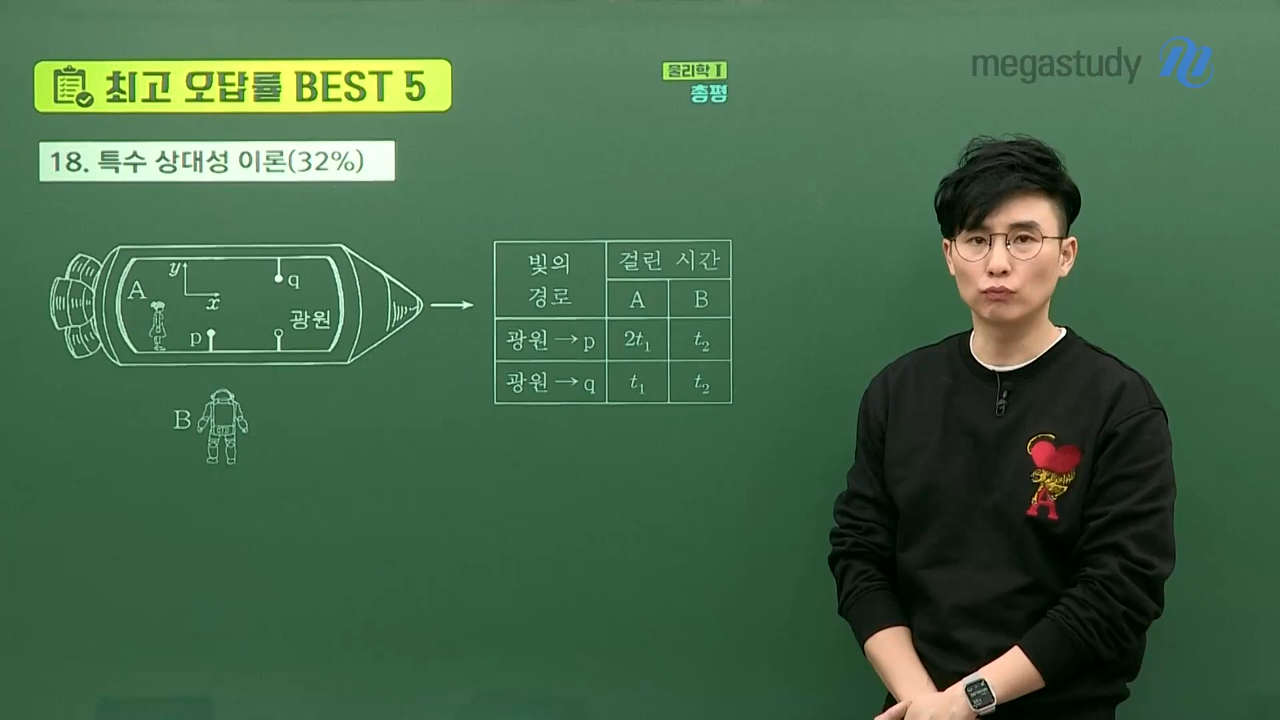 megastudy
최고 오답률 BEST 5
물리학 I
총평
18. 특수 상대성 이론(32%)
y
x
A
q
광원
p
B
빛의 경로 걸린 시간
A B
광원→p 2t₁ t₂
광원→q t₁ t₂
A